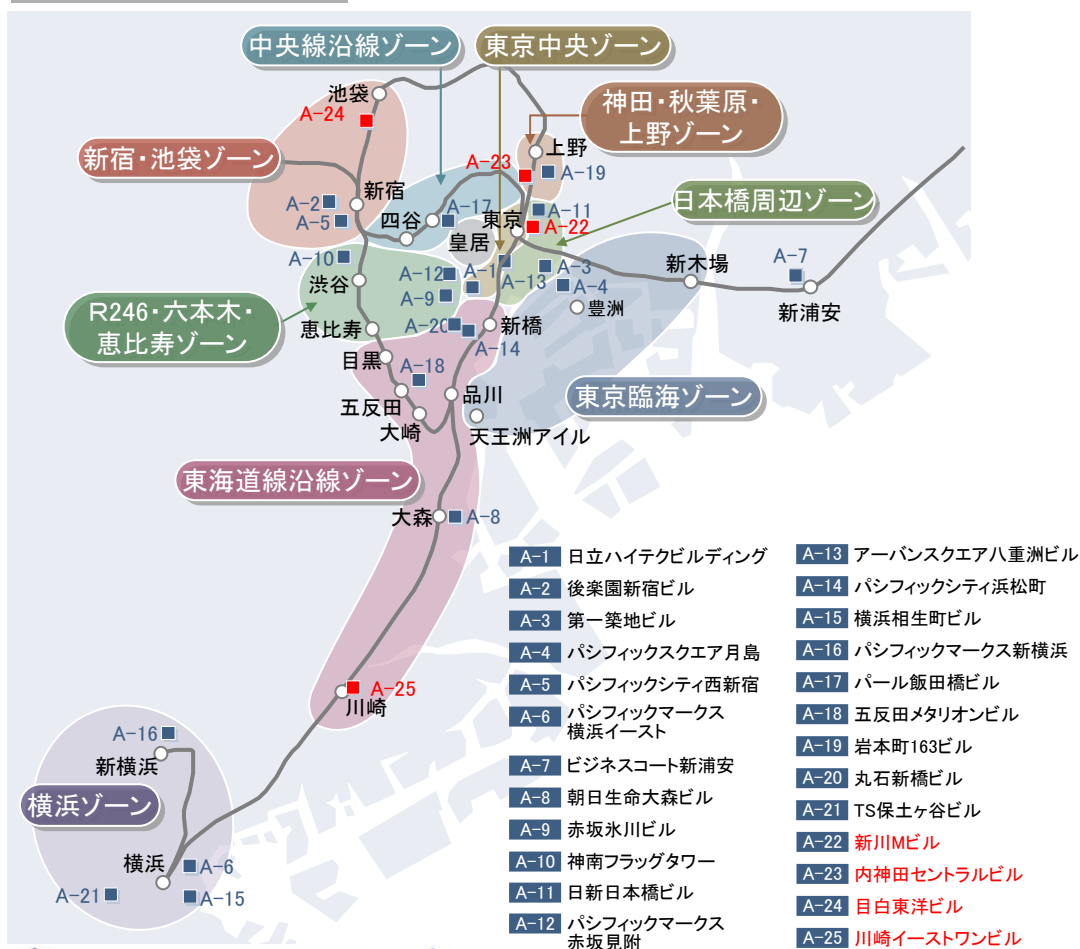 中央線沿線ゾーン
東京中央ゾーン
神田・秋葉原・
上野ゾーン
新宿・池袋ゾーン
日本橋周辺ゾーン
R246・六本木・
恵比寿ゾーン
東京臨海ゾーン
東海道線沿線ゾーン
横浜ゾーン
池袋
A-24
上野
A-23
A-19
新宿
A-2
A-5
四谷
A-17
東京
A-11
A-22
皇居
A-10
渋谷
A-12
A-1
A-9
A-13
A-3
A-4
新木場
A-7
新浦安
豊洲
恵比寿
A-20
新橋
A-14
目黒
A-18
五反田
大崎
品川
天王洲アイル
大森
A-8
A-25
川崎
A-16
新横浜
横浜
A-6
A-21
A-15
A-1 日立ハイテクビルディング
A-2 後楽園新宿ビル
A-3 第一築地ビル
A-4 パシフィックスクエア月島
A-5 パシフィックシティ西新宿
A-6 パシフィックマークス
横浜イースト
A-7 ビジネスコート新浦安
A-8 朝日生命大森ビル
A-9 赤坂氷川ビル
A-10 神南フラッグタワー
A-11 日新日本橋ビル
A-12 パシフィックマークス
赤坂見附
A-13 アーバンスクエア八重洲ビル
A-14 パシフィックシティ浜松町
A-15 横浜相生町ビル
A-16 パシフィックマークス新横浜
A-17 パール飯田橋ビル
A-18 五反田メタリオンビル
A-19 岩本町163ビル
A-20 丸石新橋ビル
A-21 TS保土ヶ谷ビル
A-22 新川Mビル
A-23 内神田セントラルビル
A-24 目白東洋ビル
A-25 川崎イーストワンビル